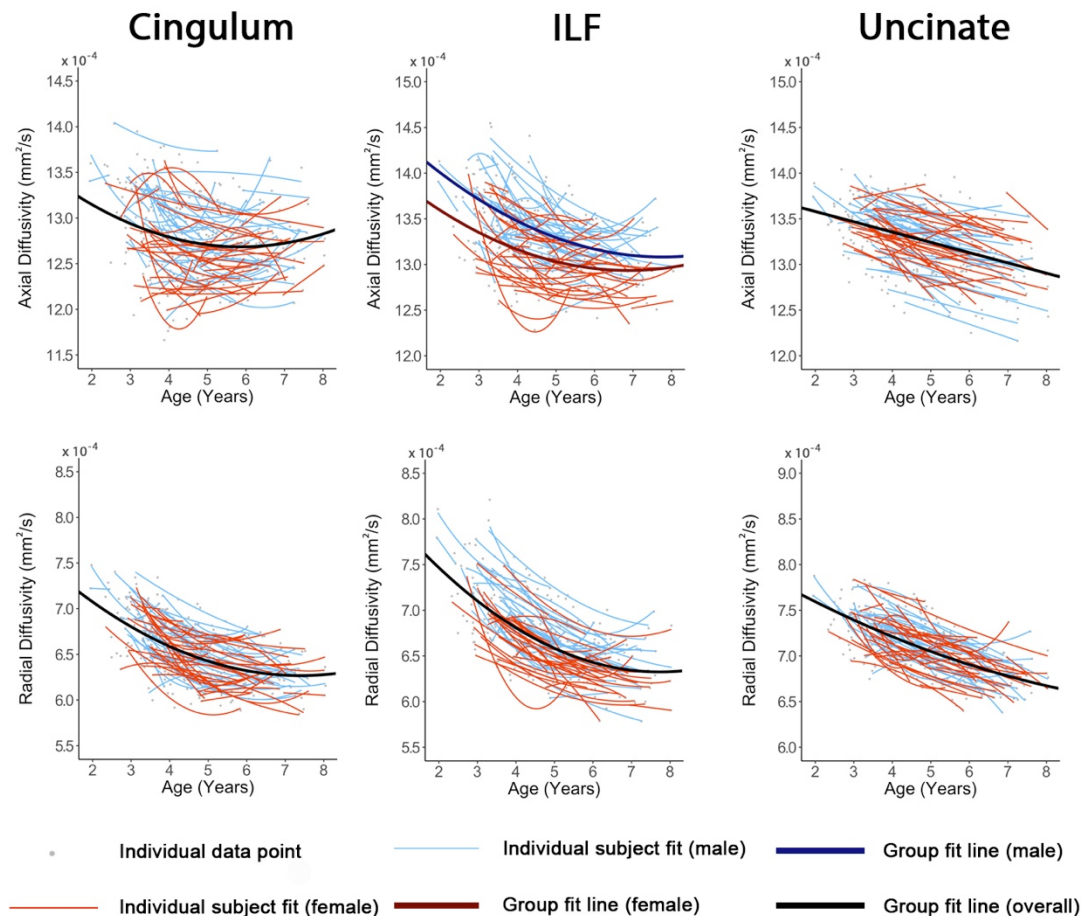 Cingulum
ILF
Uncinate
x 10⁻⁴
14.5
14.0
13.5
13.0
12.5
12.0
11.5
Axial Diffusivity (mm²/s)
2 3 4 5 6 7 8
Age (Years)
x 10⁻⁴
15.0
14.5
14.0
13.5
13.0
12.5
12.0
Axial Diffusivity (mm²/s)
2 3 4 5 6 7 8
Age (Years)
x 10⁻⁴
15.0
14.5
14.0
13.5
13.0
12.5
12.0
Axial Diffusivity (mm²/s)
2 3 4 5 6 7 8
Age (Years)
x 10⁻⁴
8.5
8.0
7.5
7.0
6.5
6.0
5.5
Radial Diffusivity (mm²/s)
2 3 4 5 6 7 8
Age (Years)
x 10⁻⁴
8.5
8.0
7.5
7.0
6.5
6.0
5.5
Radial Diffusivity (mm²/s)
2 3 4 5 6 7 8
Age (Years)
x 10⁻⁴
9.0
8.5
8.0
7.5
7.0
6.5
6.0
Radial Diffusivity (mm²/s)
2 3 4 5 6 7 8
Age (Years)
Individual data point
Individual subject fit (male)
Group fit line (male)
Individual subject fit (female)
Group fit line (female)
Group fit line (overall)